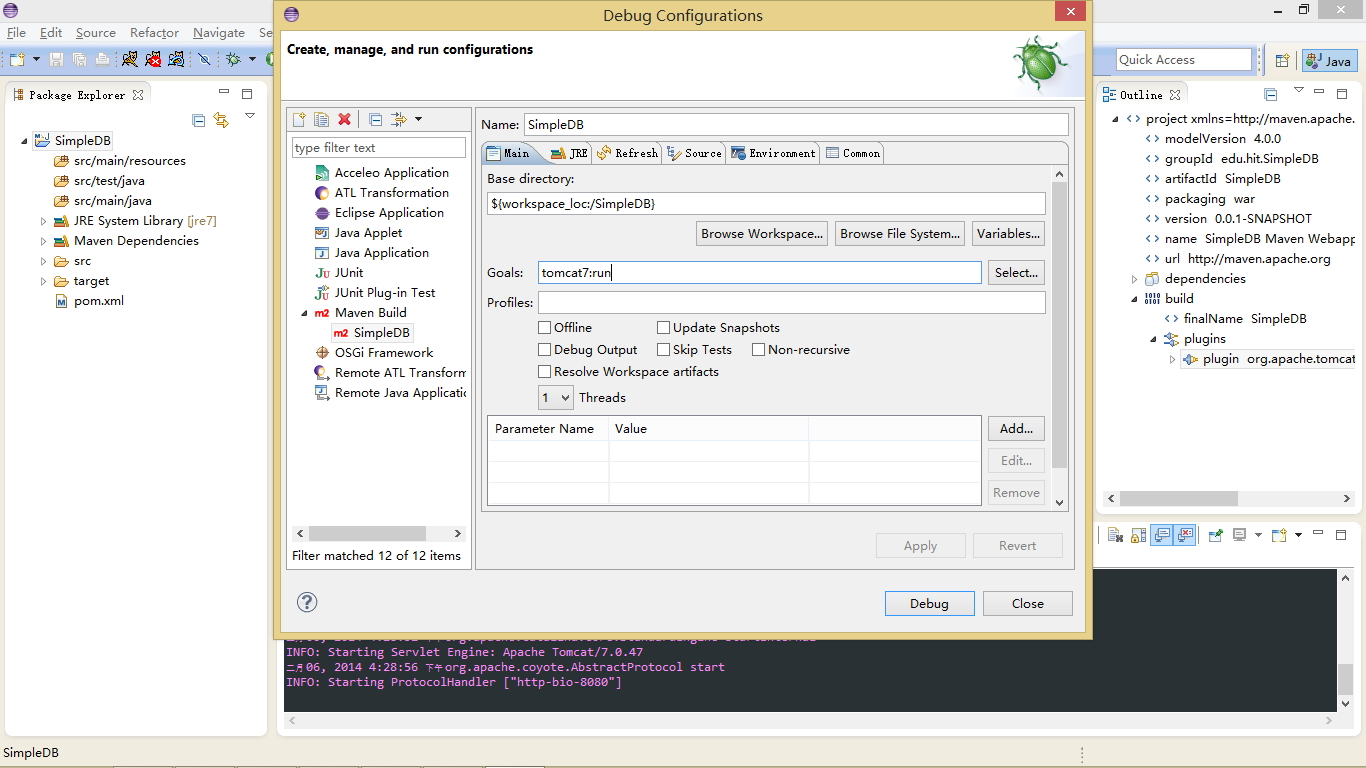 Debug Configurations
File Edit Source Refactor Navigate Se
Create, manage, and run configurations
Quick Access
Java
Package Explorer
SimpleDB
src/main/resources
src/test/java
src/main/java
JRE System Library [jre7]
Maven Dependencies
src
target
pom.xml
type filter text
Acceleo Application
ATL Transformation
Eclipse Application
Java Applet
Java Application
JUnit
JUnit Plug-in Test
Maven Build
SimpleDB
OSGi Framework
Remote ATL Transform
Remote Java Applicatio
Filter matched 12 of 12 items
Name: SimpleDB
Main JRE Refresh Source Environment Common
Base directory:
${workspace_loc:/SimpleDB}
Browse Workspace... Browse File System... Variables...
Goals: tomcat7:run Select...
Profiles:
Offline Update Snapshots
Debug Output Skip Tests Non-recursive
Resolve Workspace artifacts
1 Threads
Parameter Name Value Add...
Edit...
Remove
Apply Revert
Debug Close
Outline
project xmlns=http://maven.apache.
modelVersion 4.0.0
groupId edu.hit.SimpleDB
artifactId SimpleDB
packaging war
version 0.0.1-SNAPSHOT
name SimpleDB Maven Webapp
url http://maven.apache.org
dependencies
build
finalName SimpleDB
plugins
plugin org.apache.tomcat
INFO: Starting Servlet Engine: Apache Tomcat/7.0.47
二月 06, 2014 4:28:56 下午 org.apache.coyote.AbstractProtocol start
INFO: Starting ProtocolHandler ["http-bio-8080"]
SimpleDB